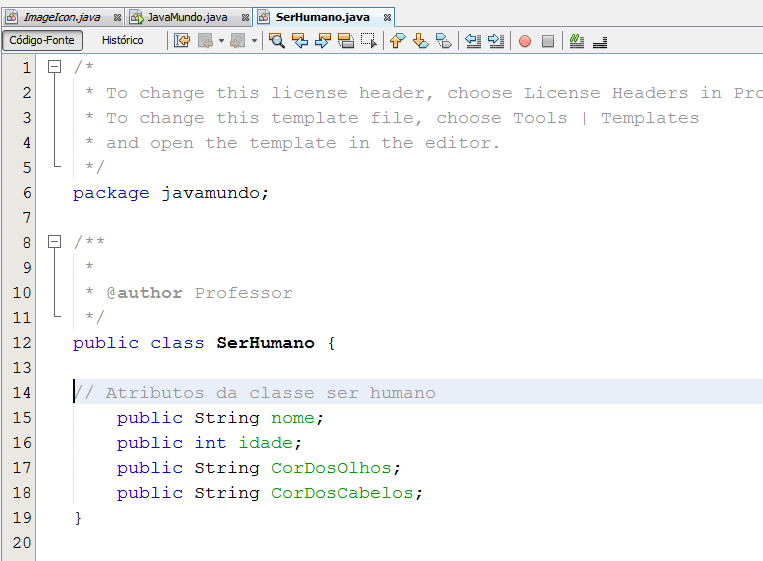 ImageIcon.java JavaMundo.java SerHumano.java
Código-Fonte Histórico
1 /*
2 * To change this license header, choose License Headers in Pro
3 * To change this template file, choose Tools | Templates
4 * and open the template in the editor.
5 */
6 package javamundo;
7
8 /**
9 *
10 * @author Professor
11 */
12 public class SerHumano {
13
14 // Atributos da classe ser humano
15 public String nome;
16 public int idade;
17 public String CorDosOlhos;
18 public String CorDosCabelos;
19 }
20